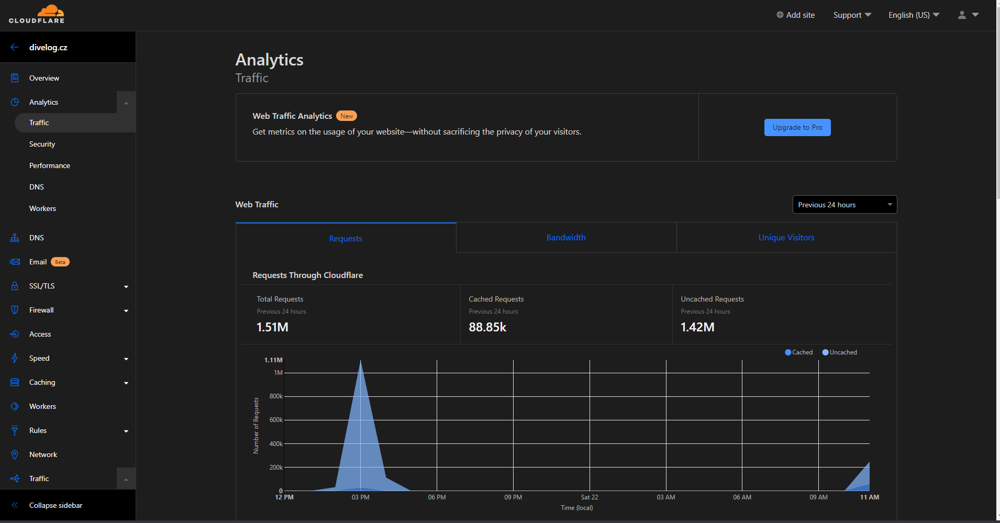 CLOUDFLARE
Add site
Support
English (US)
divelog.cz
Overview
Analytics
Traffic
Security
Performance
DNS
Workers
DNS
Email Beta
SSL/TLS
Firewall
Access
Speed
Caching
Workers
Rules
Network
Traffic
Collapse sidebar
Analytics
Traffic
Web Traffic Analytics New
Get metrics on the usage of your website—without sacrificing the privacy of your visitors.
Upgrade to Pro
Web Traffic
Previous 24 hours
Requests
Bandwidth
Unique Visitors
Requests Through Cloudflare
Total Requests
Previous 24 hours
1.51M
Cached Requests
Previous 24 hours
88.85k
Uncached Requests
Previous 24 hours
1.42M
Cached
Uncached
Number of Requests
1.11M
1M
800k
600k
400k
200k
0
12 PM
03 PM
06 PM
09 PM
Sat 22
03 AM
06 AM
09 AM
11 AM
Time (local)